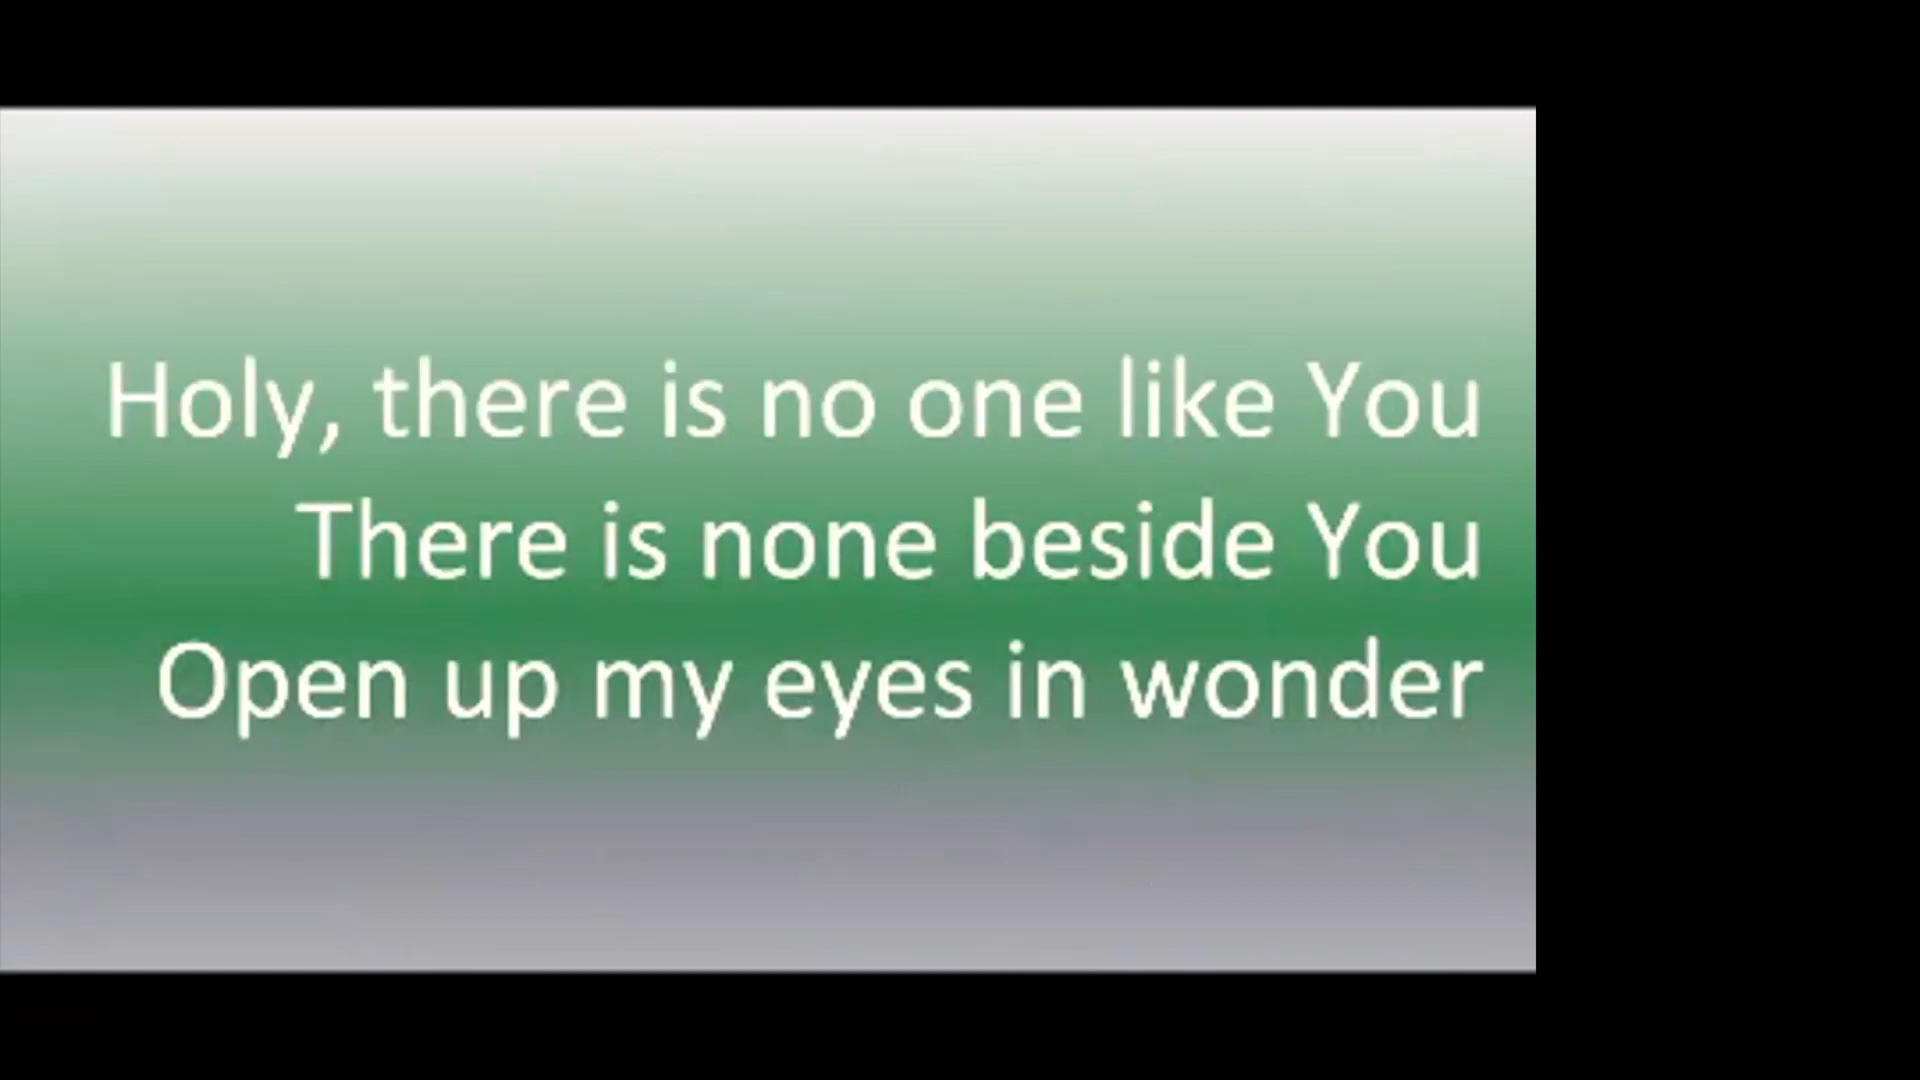 Holy, there is no one like You
There is none beside You
Open up my eyes in wonder